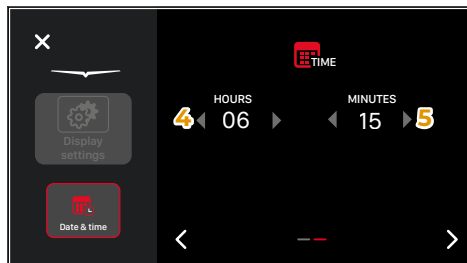 TIME
HOURS
MINUTES
4
06
15
5
Display
settings
Date & time